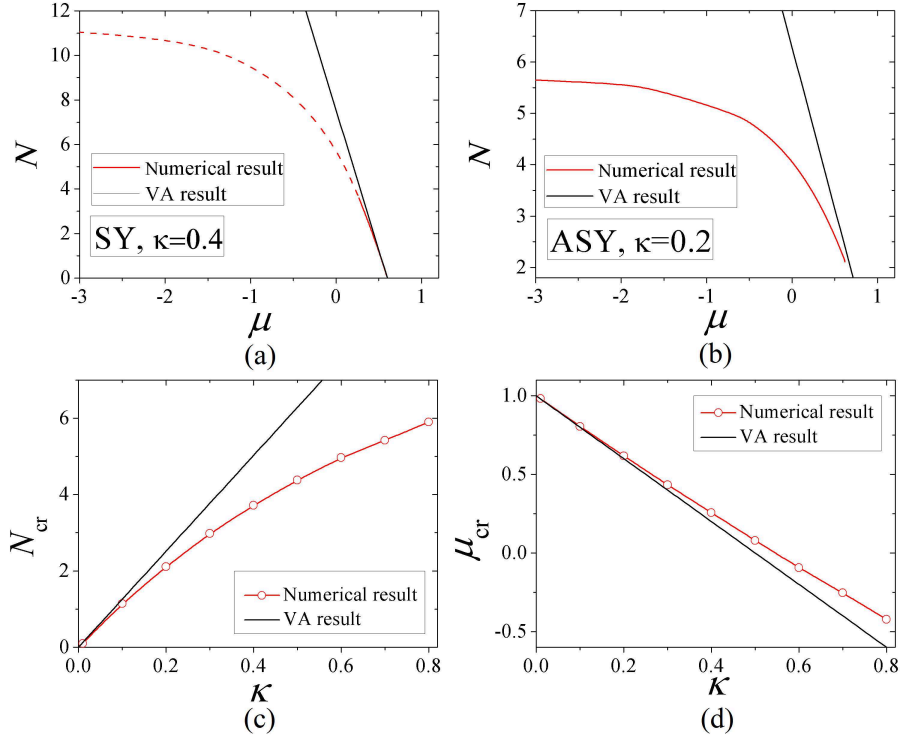 12
10
8
6
4
2
0
N
Numerical result
VA result
SY, κ=0.4
-3 -2 -1 0 1
μ
(a)
7
6
5
4
3
2
N
Numerical result
VA result
ASY, κ=0.2
-3 -2 -1 0 1
μ
(b)
6
4
2
0
Ncr
Numerical result
VA result
0.0 0.2 0.4 0.6 0.8
κ
(c)
1.0
0.5
0.0
-0.5
μcr
Numerical result
VA result
0.0 0.2 0.4 0.6 0.8
κ
(d)